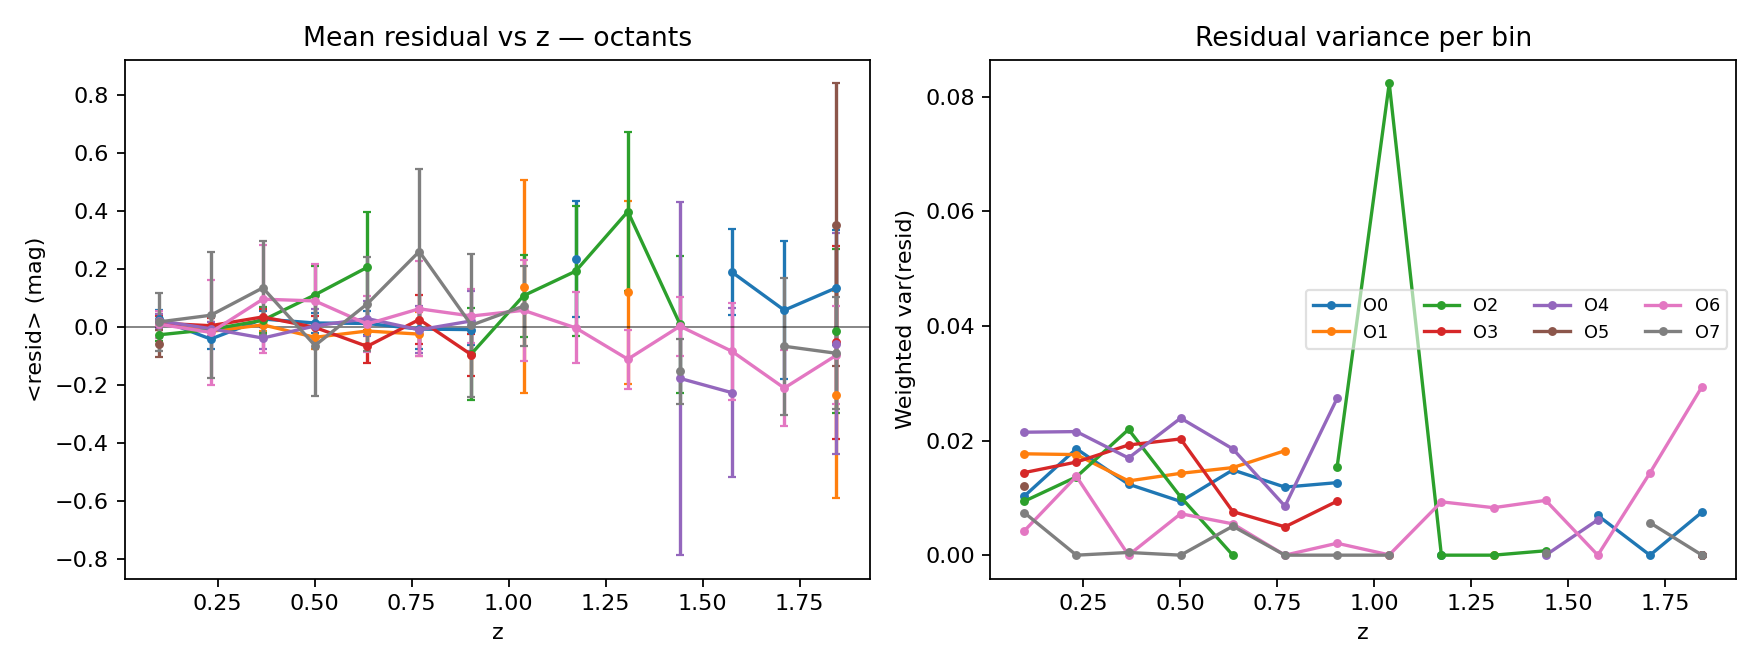 Mean residual vs z — octants
<resid> (mag)
0.8
0.6
0.4
0.2
0.0
−0.2
−0.4
−0.6
−0.8
0.25 0.50 0.75 1.00 1.25 1.50 1.75
z
Residual variance per bin
Weighted var(resid)
0.08
0.06
0.04
0.02
0.00
O0 O2 O4 O6
O1 O3 O5 O7
0.25 0.50 0.75 1.00 1.25 1.50 1.75
z